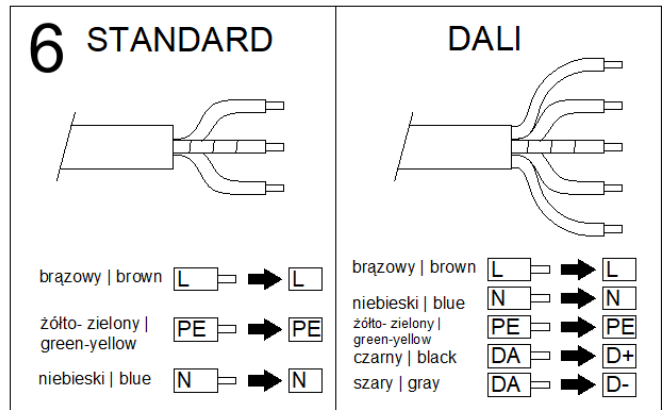 6 STANDARD
brązowy | brown L L
żółto- zielony |
green-yellow PE PE
niebieski | blue N N
DALI
brązowy | brown L L
niebieski | blue N N
żółto- zielony |
green-yellow PE PE
czarny | black DA D+
szary | gray DA D-